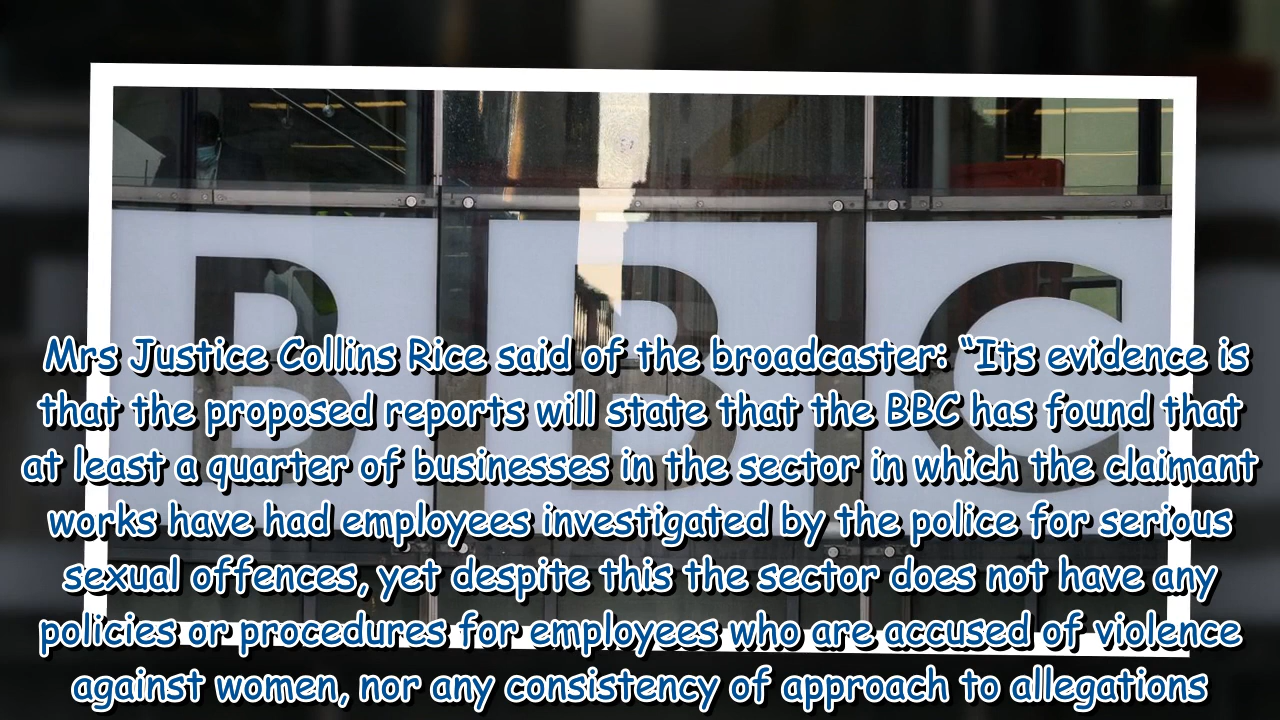 BBC
Mrs Justice Collins Rice said of the broadcaster: “Its evidence is
that the proposed reports will state that the BBC has found that
at least a quarter of businesses in the sector in which the claimant
works have had employees investigated by the police for serious
sexual offences, yet despite this the sector does not have any
policies or procedures for employees who are accused of violence
against women, nor any consistency of approach to allegations